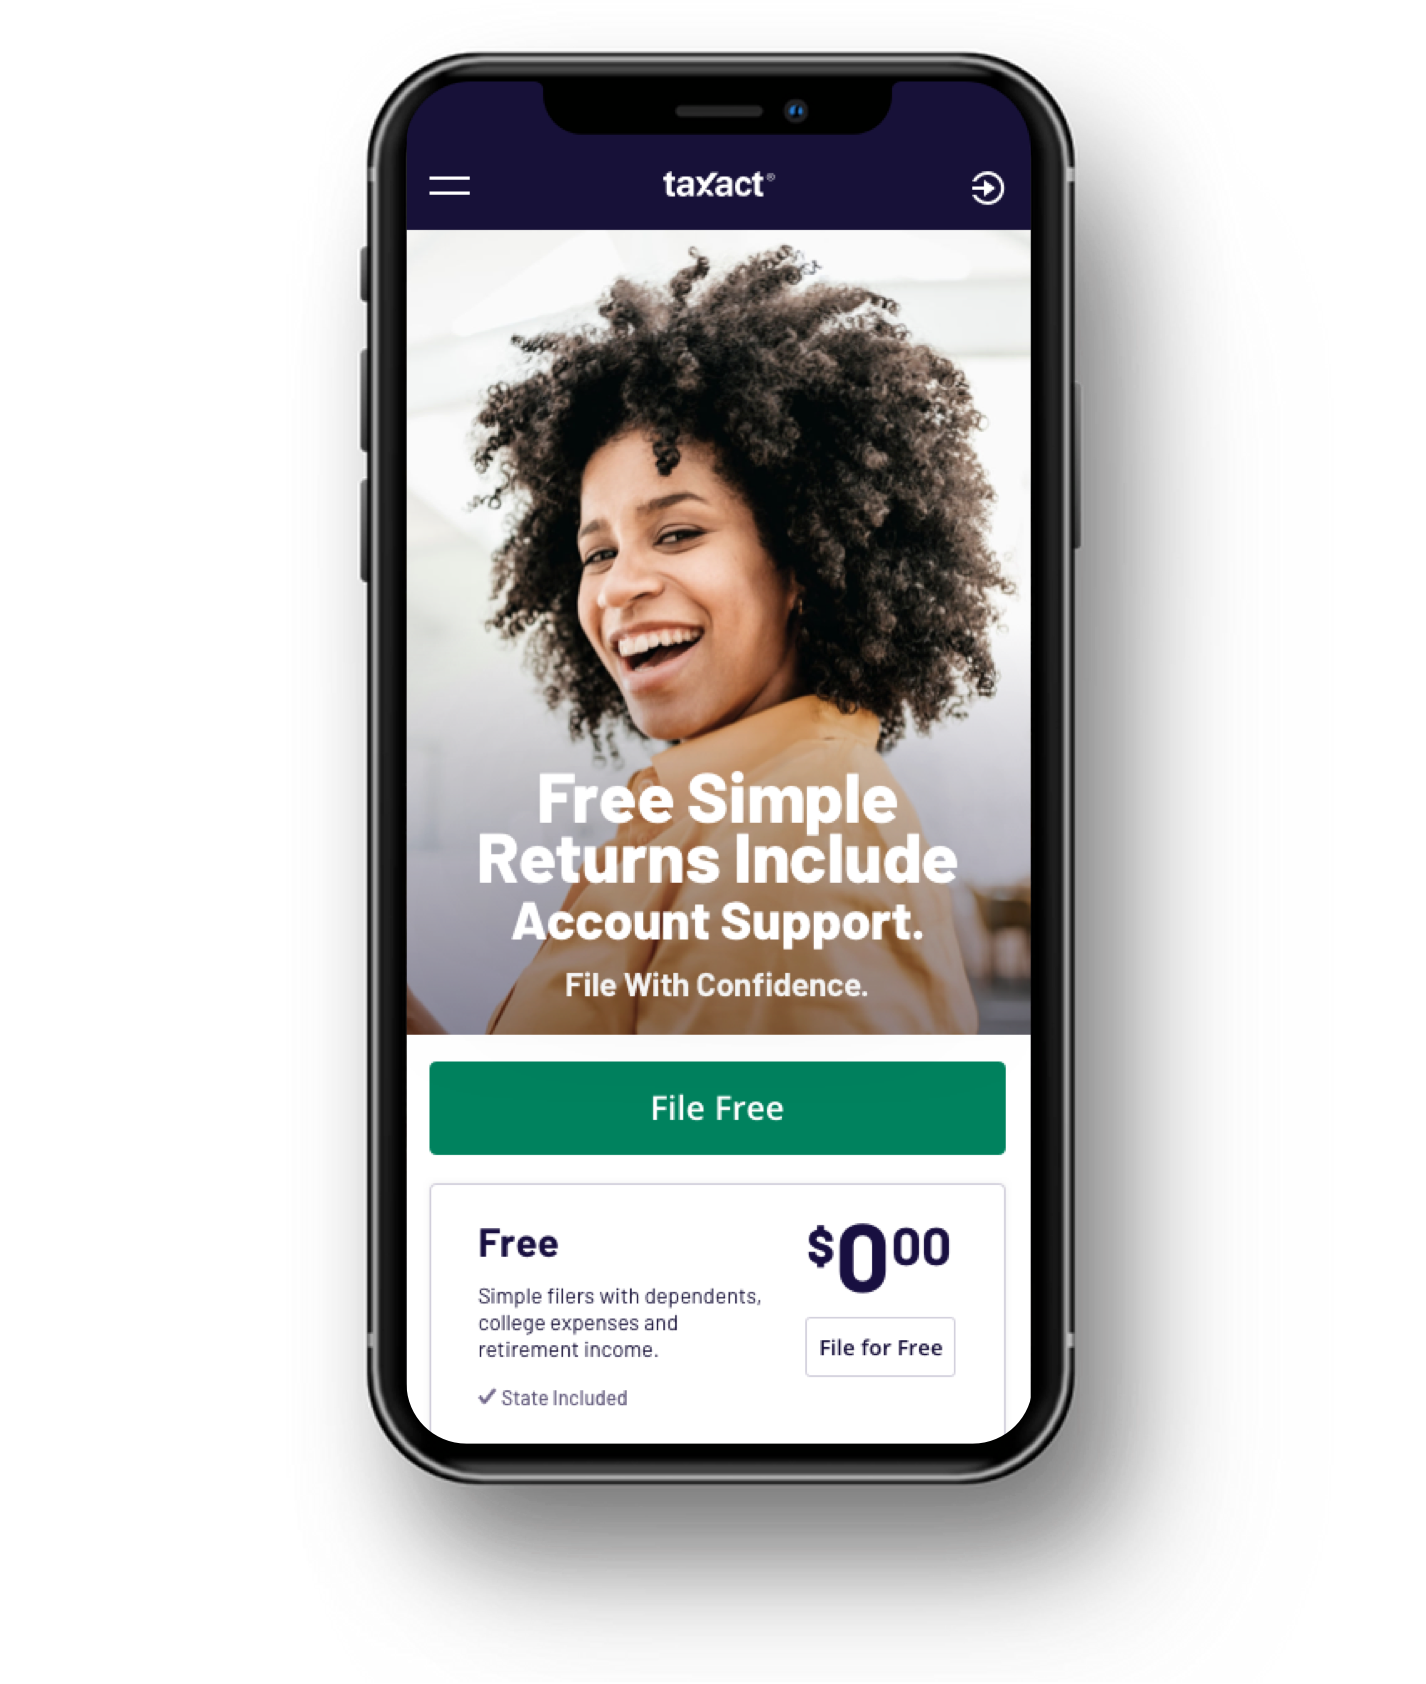 taxact®
Free Simple
Returns Include
Account Support.
File With Confidence.
File Free
Free
$0 00
Simple filers with dependents,
college expenses and
retirement income.
File for Free
✓ State Included